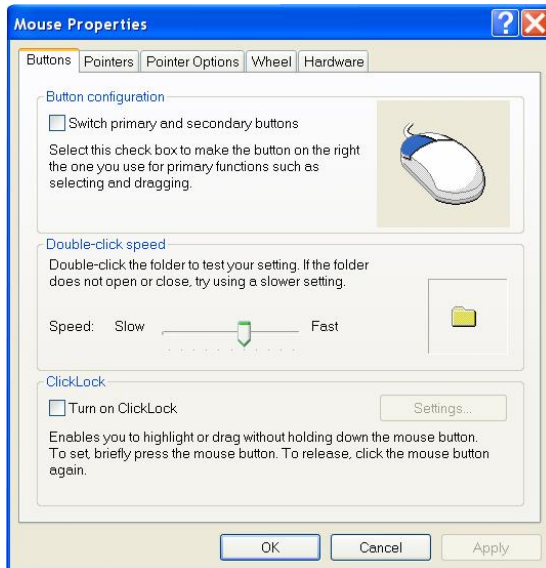 Mouse Properties
Buttons Pointers Pointer Options Wheel Hardware
Button configuration
Switch primary and secondary buttons
Select this check box to make the button on the right
the one you use for primary functions such as
selecting and dragging.
Double-click speed
Double-click the folder to test your setting. If the folder
does not open or close, try using a slower setting.
Speed: Slow Fast
ClickLock
Turn on ClickLock Settings...
Enables you to highlight or drag without holding down the mouse button.
To set, briefly press the mouse button. To release, click the mouse button
again.
OK Cancel Apply